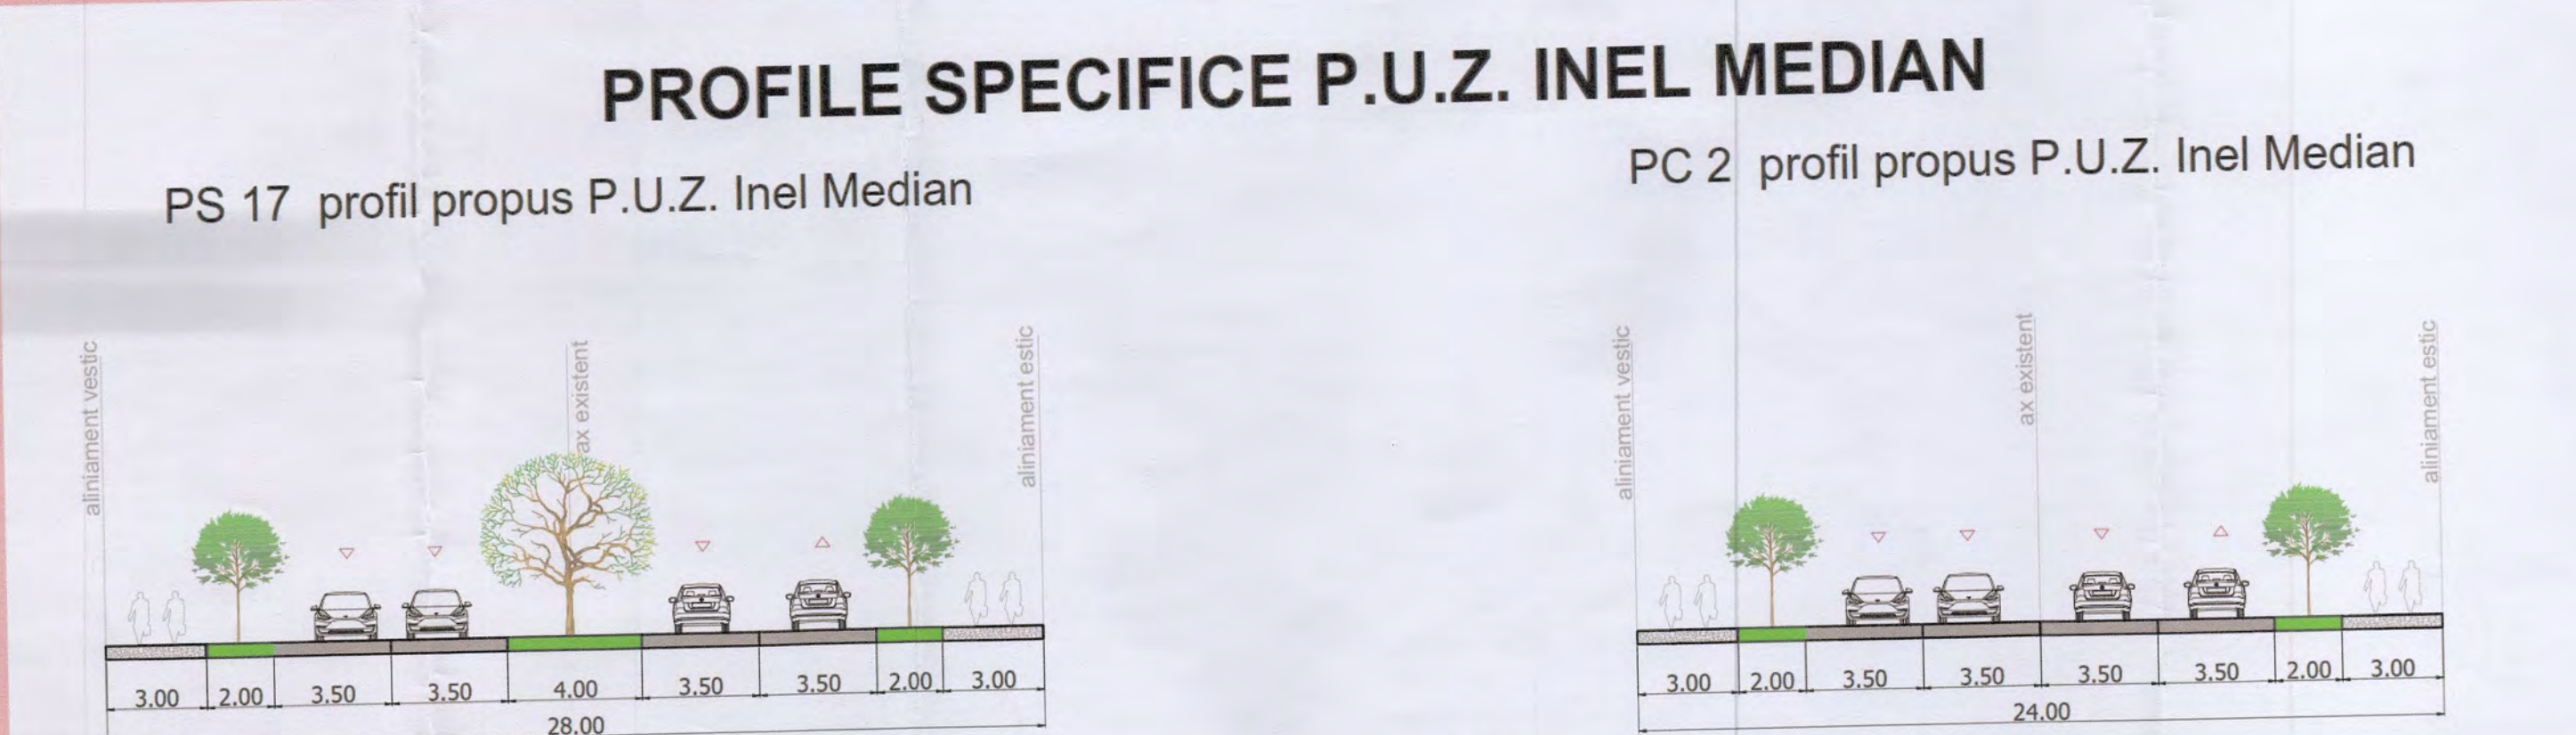 PROFILE SPECIFICE P.U.Z. INEL MEDIAN
PS 17 profil propus P.U.Z. Inel Median
aliniament vestic
ax existent
aliniament estic
3.00 2.00 3.50 3.50 4.00 3.50 3.50 2.00 3.00
28.00
PC 2 profil propus P.U.Z. Inel Median
aliniament vestic
ax existent
aliniament estic
3.00 2.00 3.50 3.50 3.50 3.50 2.00 3.00
24.00